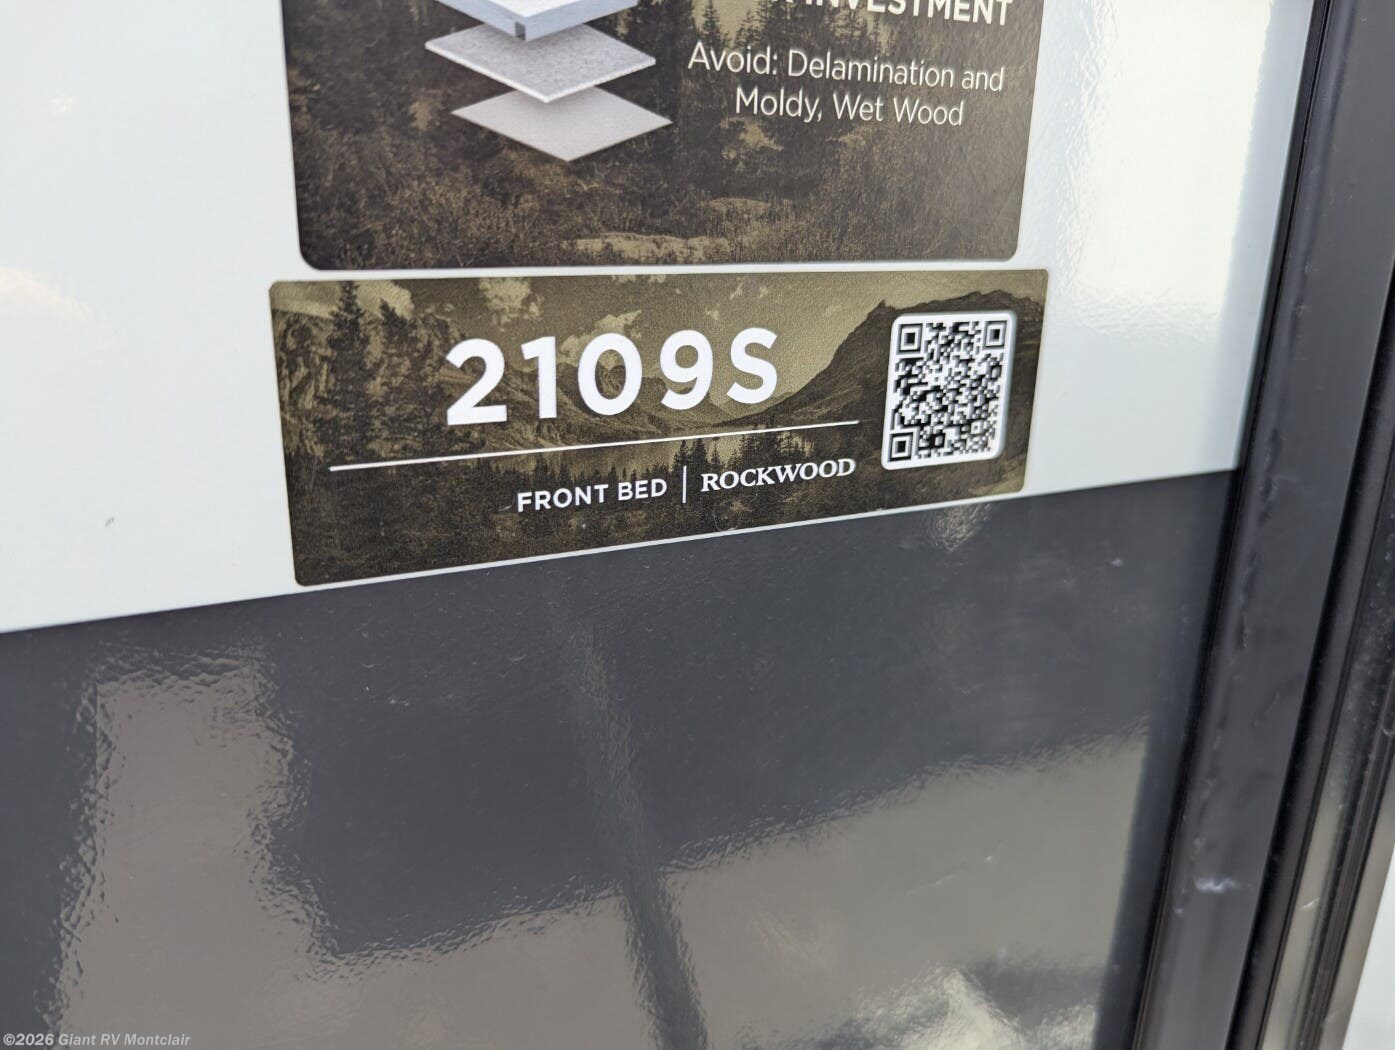 INVESTMENT
Avoid: Delamination and
Moldy, Wet Wood
2109S
FRONT BED | ROCKWOOD
©2026 Giant RV Montclair